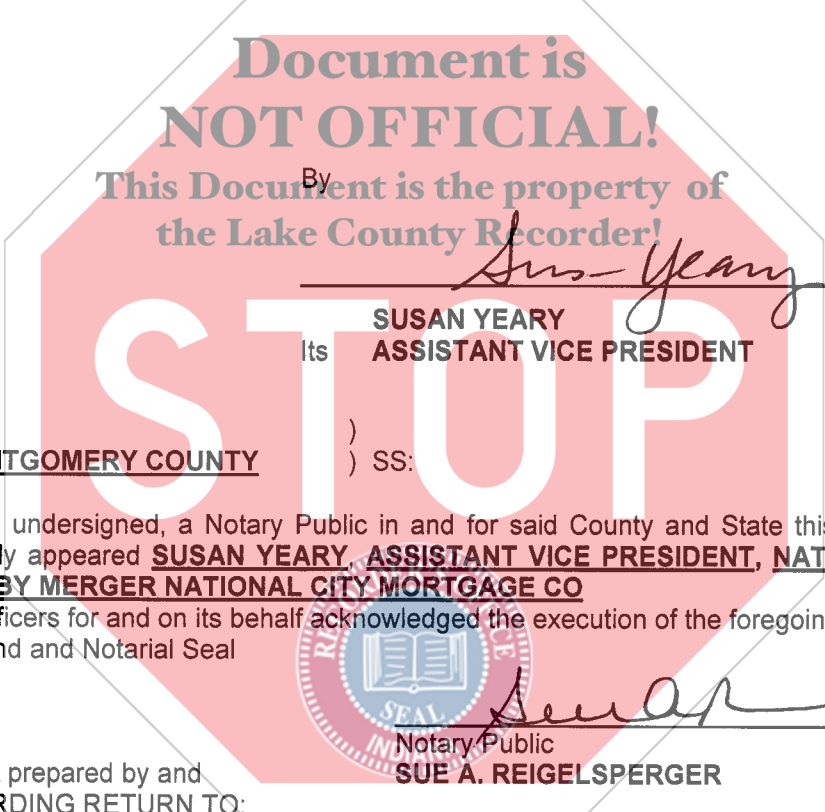 Document is
NOT OFFICIAL!
This Document is the property of
the Lake County Recorder!
By
Sus- Yeary
SUSAN YEARY
Its ASSISTANT VICE PRESIDENT
STOP
)
TGOMERY COUNTY ) SS:
undersigned, a Notary Public in and for said County and State this
ly appeared SUSAN YEARY, ASSISTANT VICE PRESIDENT, NAT
BY MERGER NATIONAL CITY MORTGAGE CO
ficers for and on its behalf acknowledged the execution of the foregoin
nd and Notarial Seal
SEAL
INDIANA
Notary Public
SUE A. REIGELSPERGER
prepared by and
RDING RETURN TO: